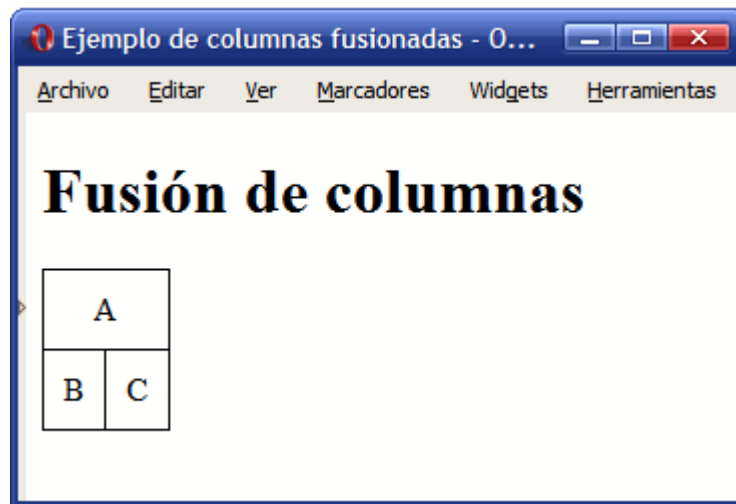 Ejemplo de columnas fusionadas - O...
Archivo Editar Ver Marcadores Widgets Herramientas
Fusión de columnas
A
B C